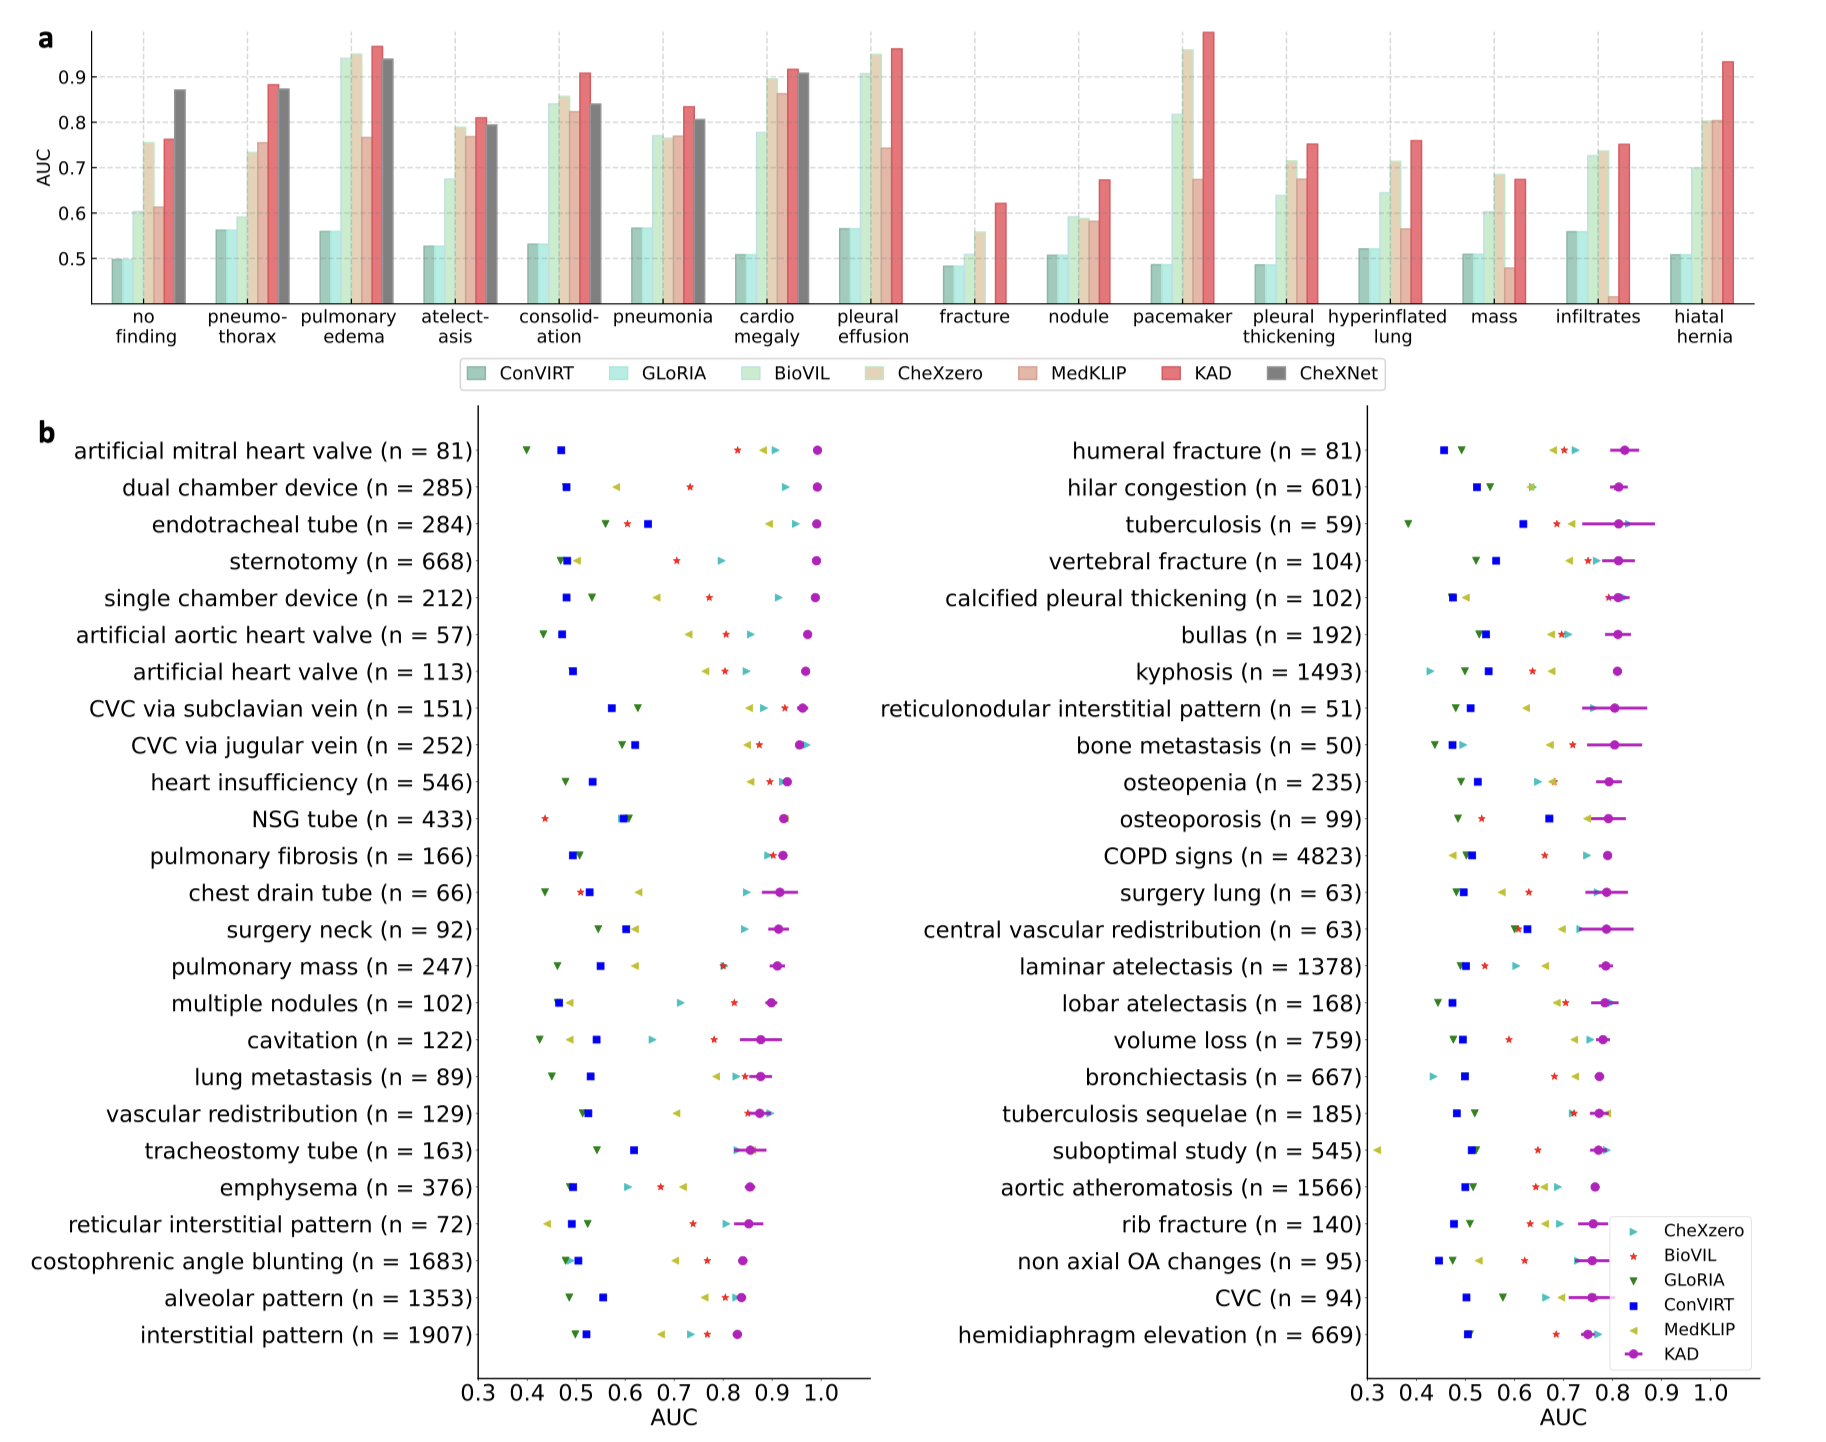 a
AUC
0.9
0.8
0.7
0.6
0.5
no finding
pneumo-thorax
pulmonary edema
atelect-asis
consolid-ation
pneumonia
cardio megaly
pleural effusion
fracture
nodule
pacemaker
pleural thickening
hyperinflated lung
mass
infiltrates
hiatal hernia
ConVIRT GLoRIA BioVIL CheXzero MedKLIP KAD CheXNet
b
artificial mitral heart valve (n = 81)
dual chamber device (n = 285)
endotracheal tube (n = 284)
sternotomy (n = 668)
single chamber device (n = 212)
artificial aortic heart valve (n = 57)
artificial heart valve (n = 113)
CVC via subclavian vein (n = 151)
CVC via jugular vein (n = 252)
heart insufficiency (n = 546)
NSG tube (n = 433)
pulmonary fibrosis (n = 166)
chest drain tube (n = 66)
surgery neck (n = 92)
pulmonary mass (n = 247)
multiple nodules (n = 102)
cavitation (n = 122)
lung metastasis (n = 89)
vascular redistribution (n = 129)
tracheostomy tube (n = 163)
emphysema (n = 376)
reticular interstitial pattern (n = 72)
costophrenic angle blunting (n = 1683)
alveolar pattern (n = 1353)
interstitial pattern (n = 1907)
0.3 0.4 0.5 0.6 0.7 0.8 0.9 1.0
AUC
humeral fracture (n = 81)
hilar congestion (n = 601)
tuberculosis (n = 59)
vertebral fracture (n = 104)
calcified pleural thickening (n = 102)
bullas (n = 192)
kyphosis (n = 1493)
reticulonodular interstitial pattern (n = 51)
bone metastasis (n = 50)
osteopenia (n = 235)
osteoporosis (n = 99)
COPD signs (n = 4823)
surgery lung (n = 63)
central vascular redistribution (n = 63)
laminar atelectasis (n = 1378)
lobar atelectasis (n = 168)
volume loss (n = 759)
bronchiectasis (n = 667)
tuberculosis sequelae (n = 185)
suboptimal study (n = 545)
aortic atheromatosis (n = 1566)
rib fracture (n = 140)
non axial OA changes (n = 95)
CVC (n = 94)
hemidiaphragm elevation (n = 669)
0.3 0.4 0.5 0.6 0.7 0.8 0.9 1.0
AUC
CheXzero
BioVIL
GLoRIA
ConVIRT
MedKLIP
KAD